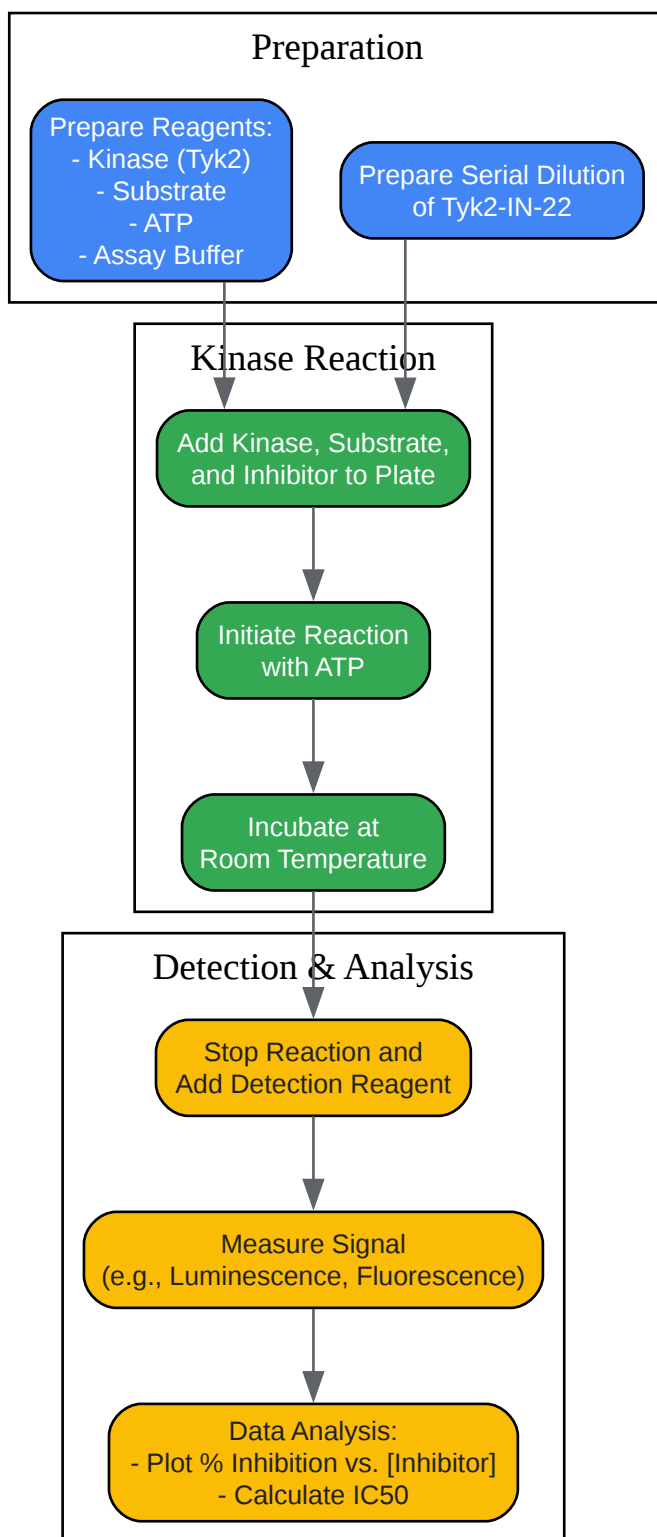 Preparation
Prepare Reagents:
- Kinase (Tyk2)
- Substrate
- ATP
- Assay Buffer
Prepare Serial Dilution
of Tyk2-IN-22
Kinase Reaction
Add Kinase, Substrate,
and Inhibitor to Plate
Initiate Reaction
with ATP
Incubate at
Room Temperature
Detection & Analysis
Stop Reaction and
Add Detection Reagent
Measure Signal
(e.g., Luminescence, Fluorescence)
Data Analysis:
- Plot % Inhibition vs. [Inhibitor]
- Calculate IC50